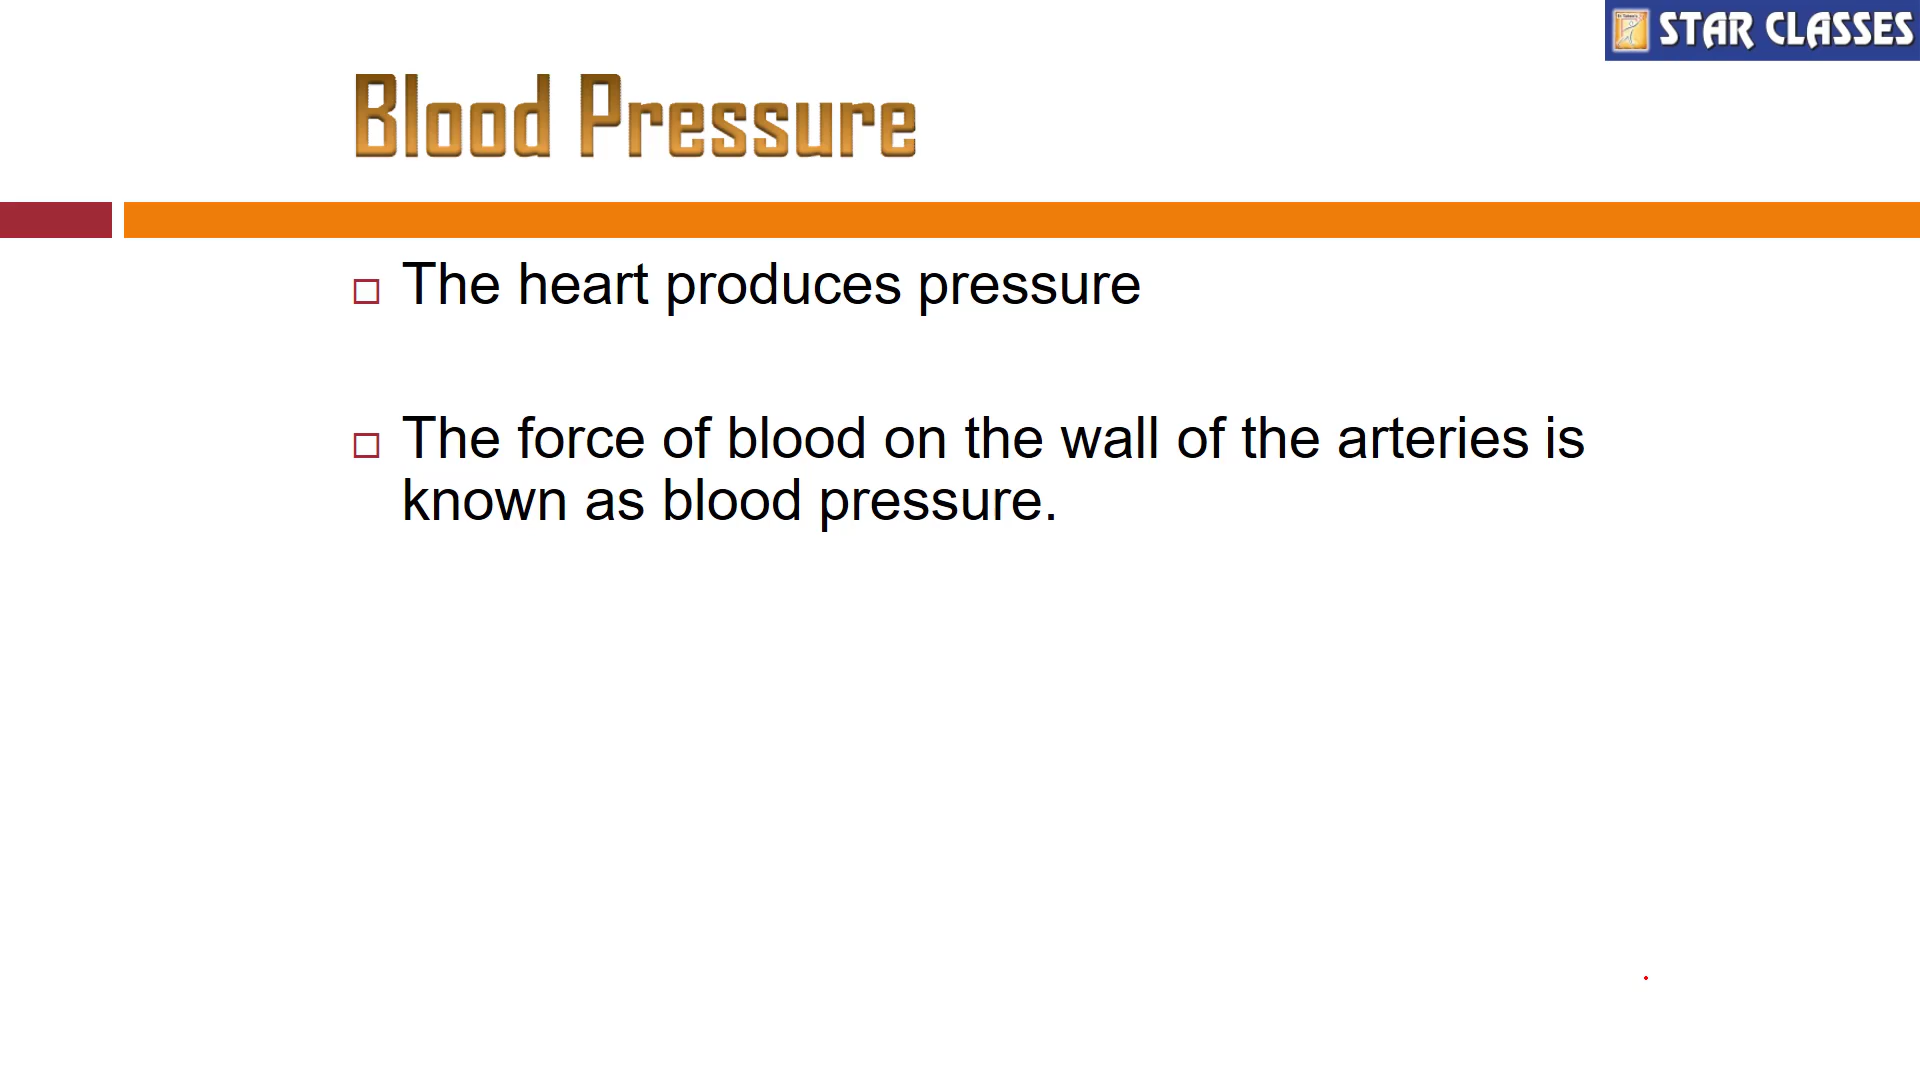 STAR CLASSES
Blood Pressure
The heart produces pressure
The force of blood on the wall of the arteries is
known as blood pressure.